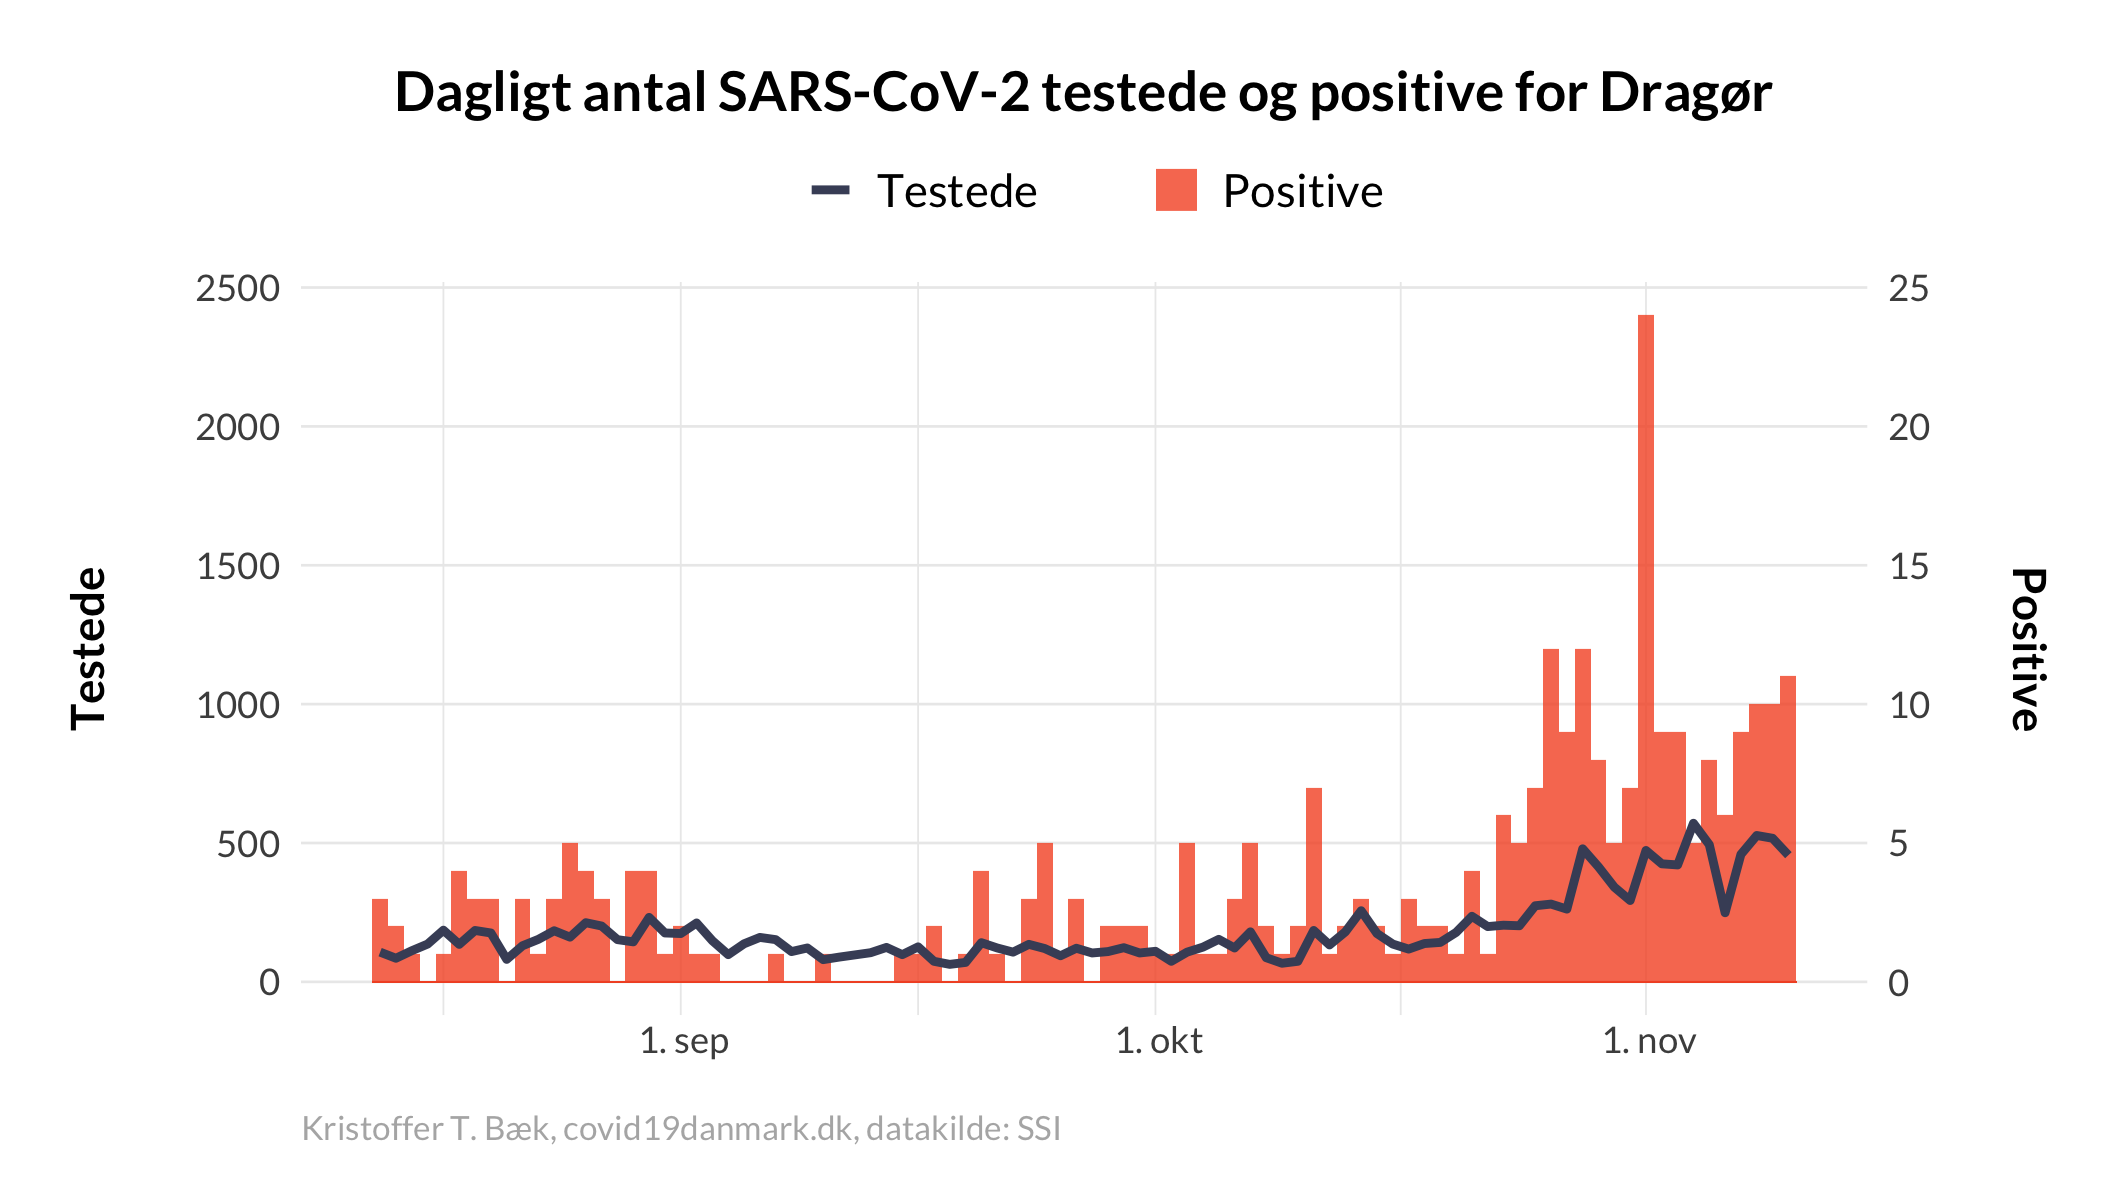 Dagligt antal SARS-CoV-2 testede og positive for Dragør
Testede Positive
2500 25
2000 20
1500 15
1000 10
500 5
0 0
Testede
Positive
1. sep 1. okt 1. nov
Kristoffer T. Bæk, covid19danmark.dk, datakilde: SSI